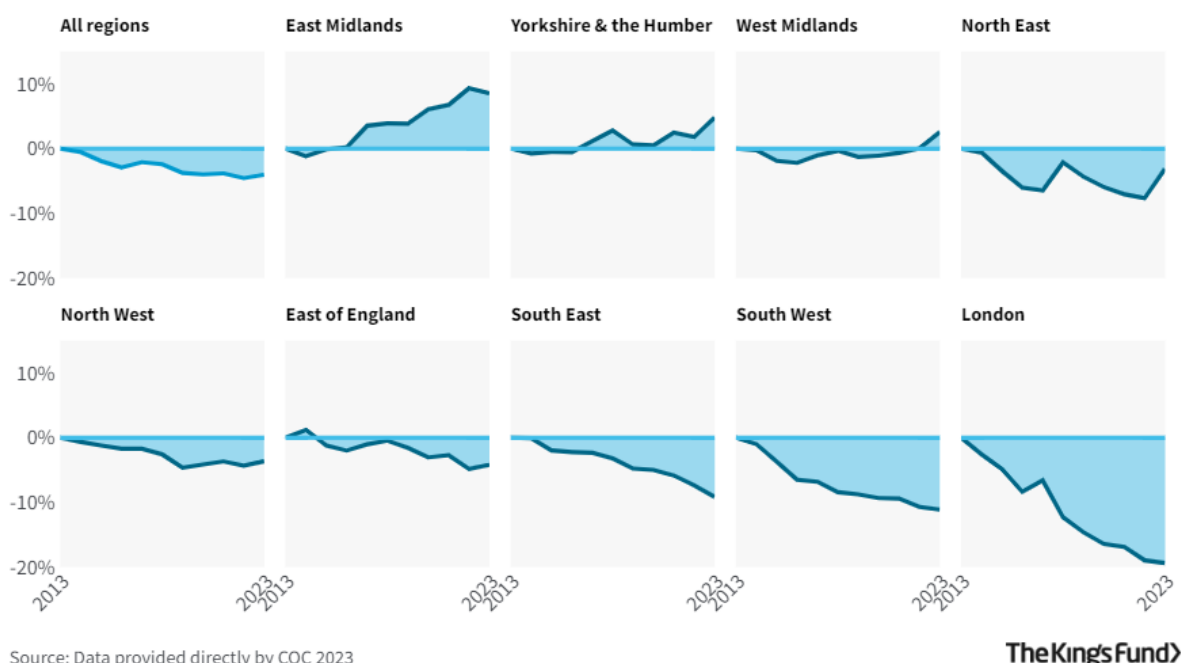 All regions East Midlands Yorkshire & the Humber West Midlands North East
10%
0%
-10%
-20%
North West East of England South East South West London
10%
0%
-10%
-20%
2013 2023 2013 2023 2013 2023 2013 2023 2013 2023
Source: Data provided directly by CQC 2023 The King's Fund>